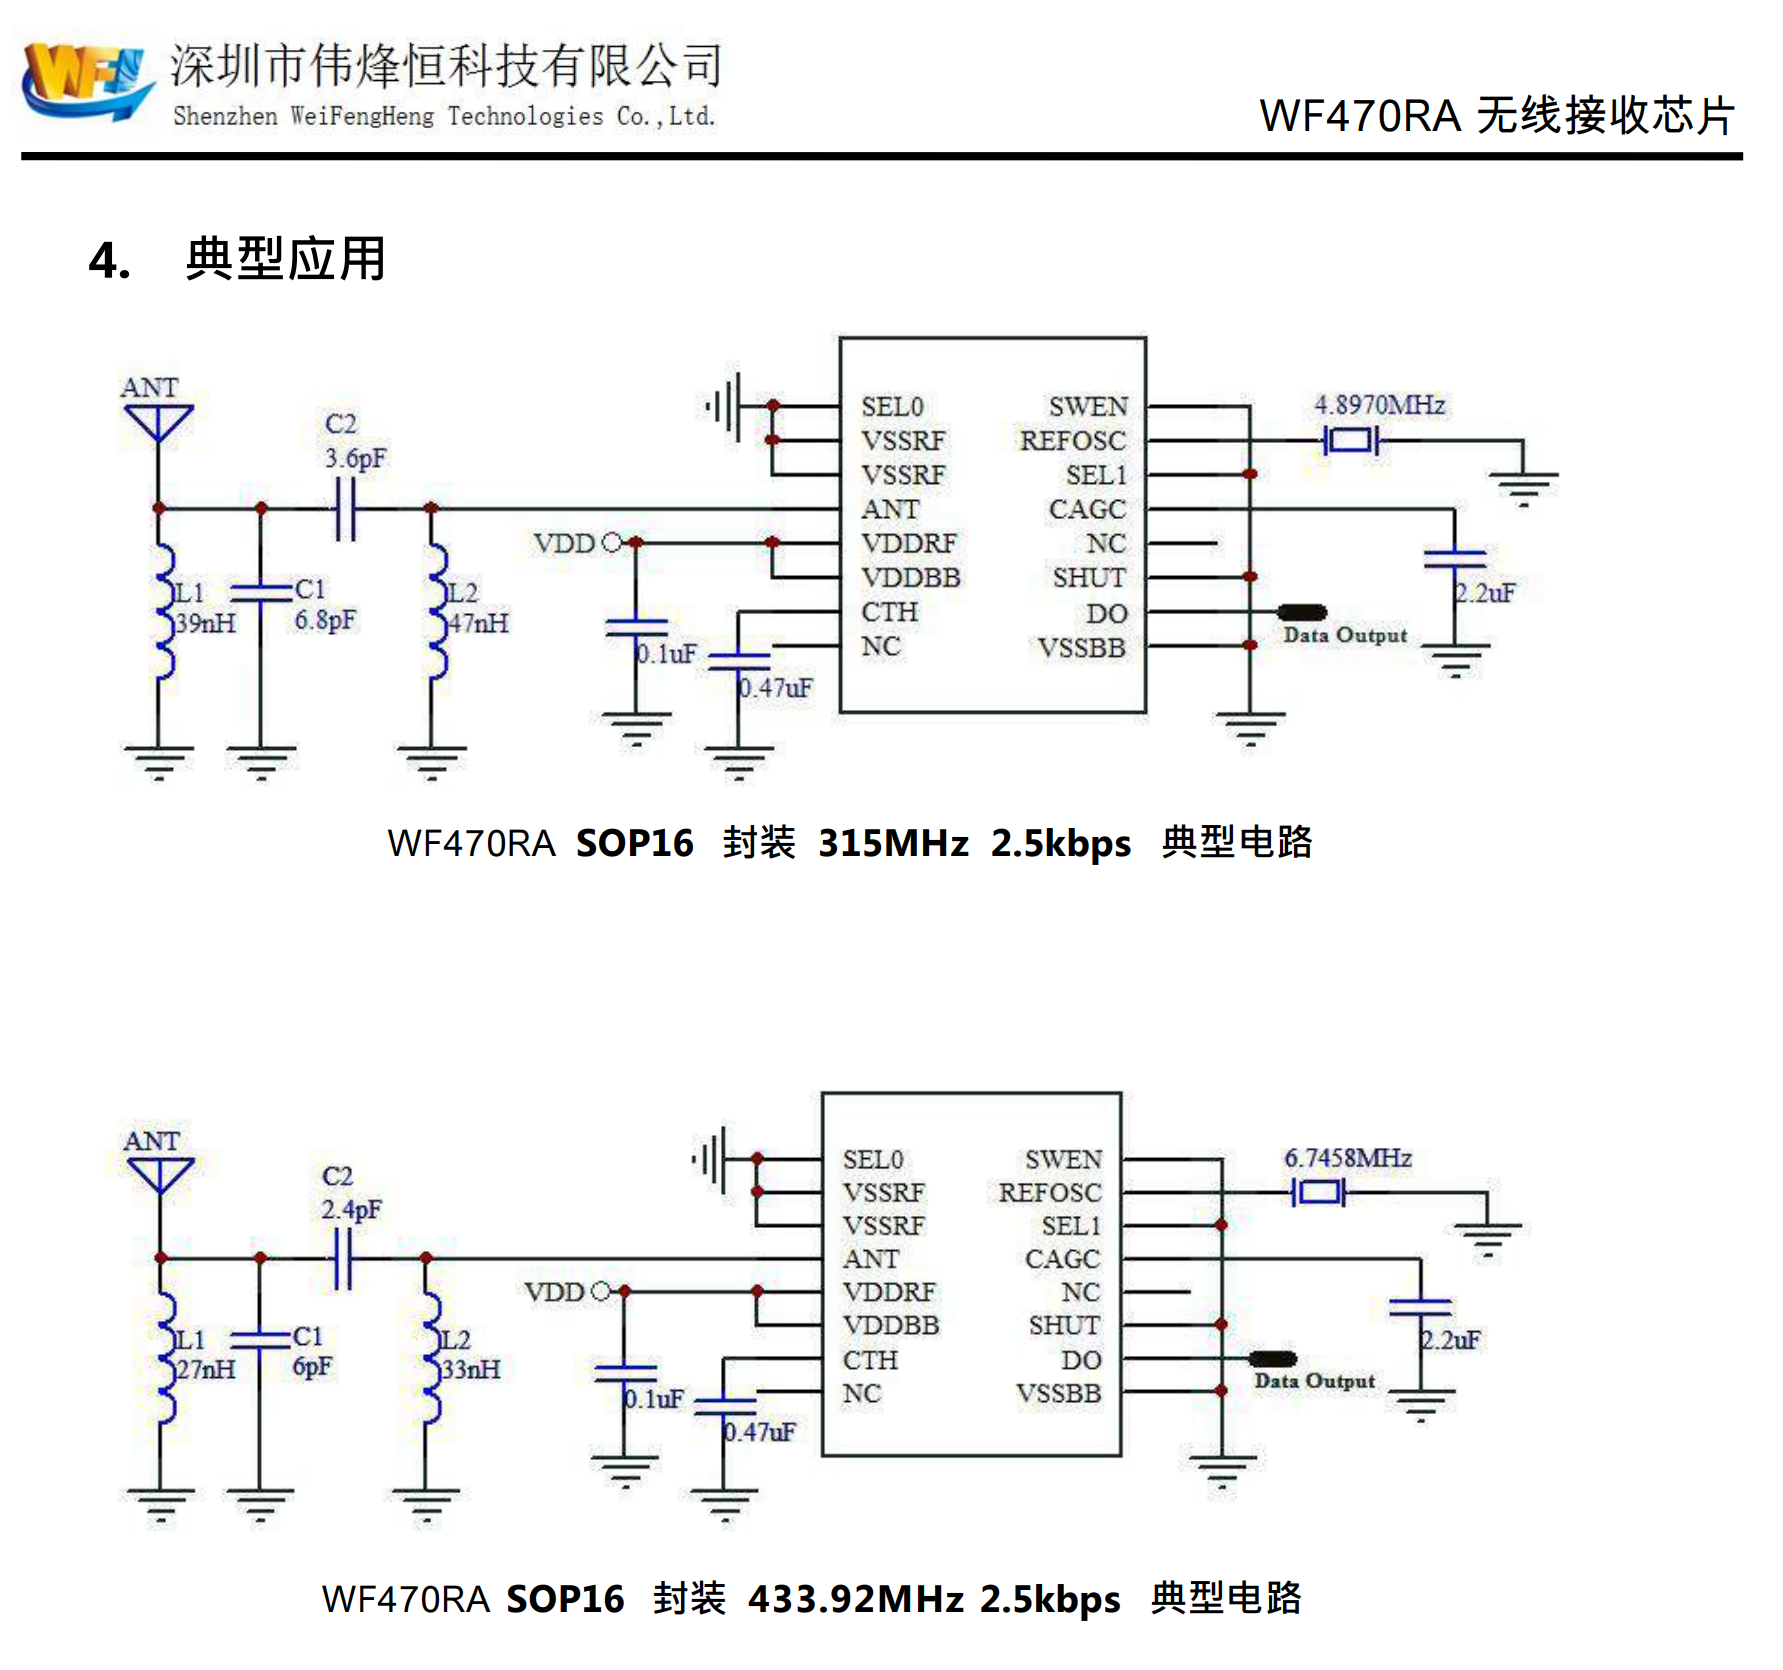 WFI 深圳市伟烽恒科技有限公司
Shenzhen WeiFengHeng Technologies Co.,Ltd.
WF470RA 无线接收芯片
4. 典型应用
ANT
C2
3.6pF
L1
39nH
C1
6.8pF
L2
47nH
VDD
0.1uF
0.47uF
SEL0
VSSRF
VSSRF
ANT
VDDRF
VDDBB
CTH
NC
SWEN
REFOSC
SEL1
CAGC
NC
SHUT
DO
VSSBB
4.8970MHz
2.2uF
Data Output
WF470RA SOP16 封装 315MHz 2.5kbps 典型电路
ANT
C2
2.4pF
L1
27nH
C1
6pF
L2
33nH
VDD
0.1uF
0.47uF
SEL0
VSSRF
VSSRF
ANT
VDDRF
VDDBB
CTH
NC
SWEN
REFOSC
SEL1
CAGC
NC
SHUT
DO
VSSBB
6.7458MHz
2.2uF
Data Output
WF470RA SOP16 封装 433.92MHz 2.5kbps 典型电路